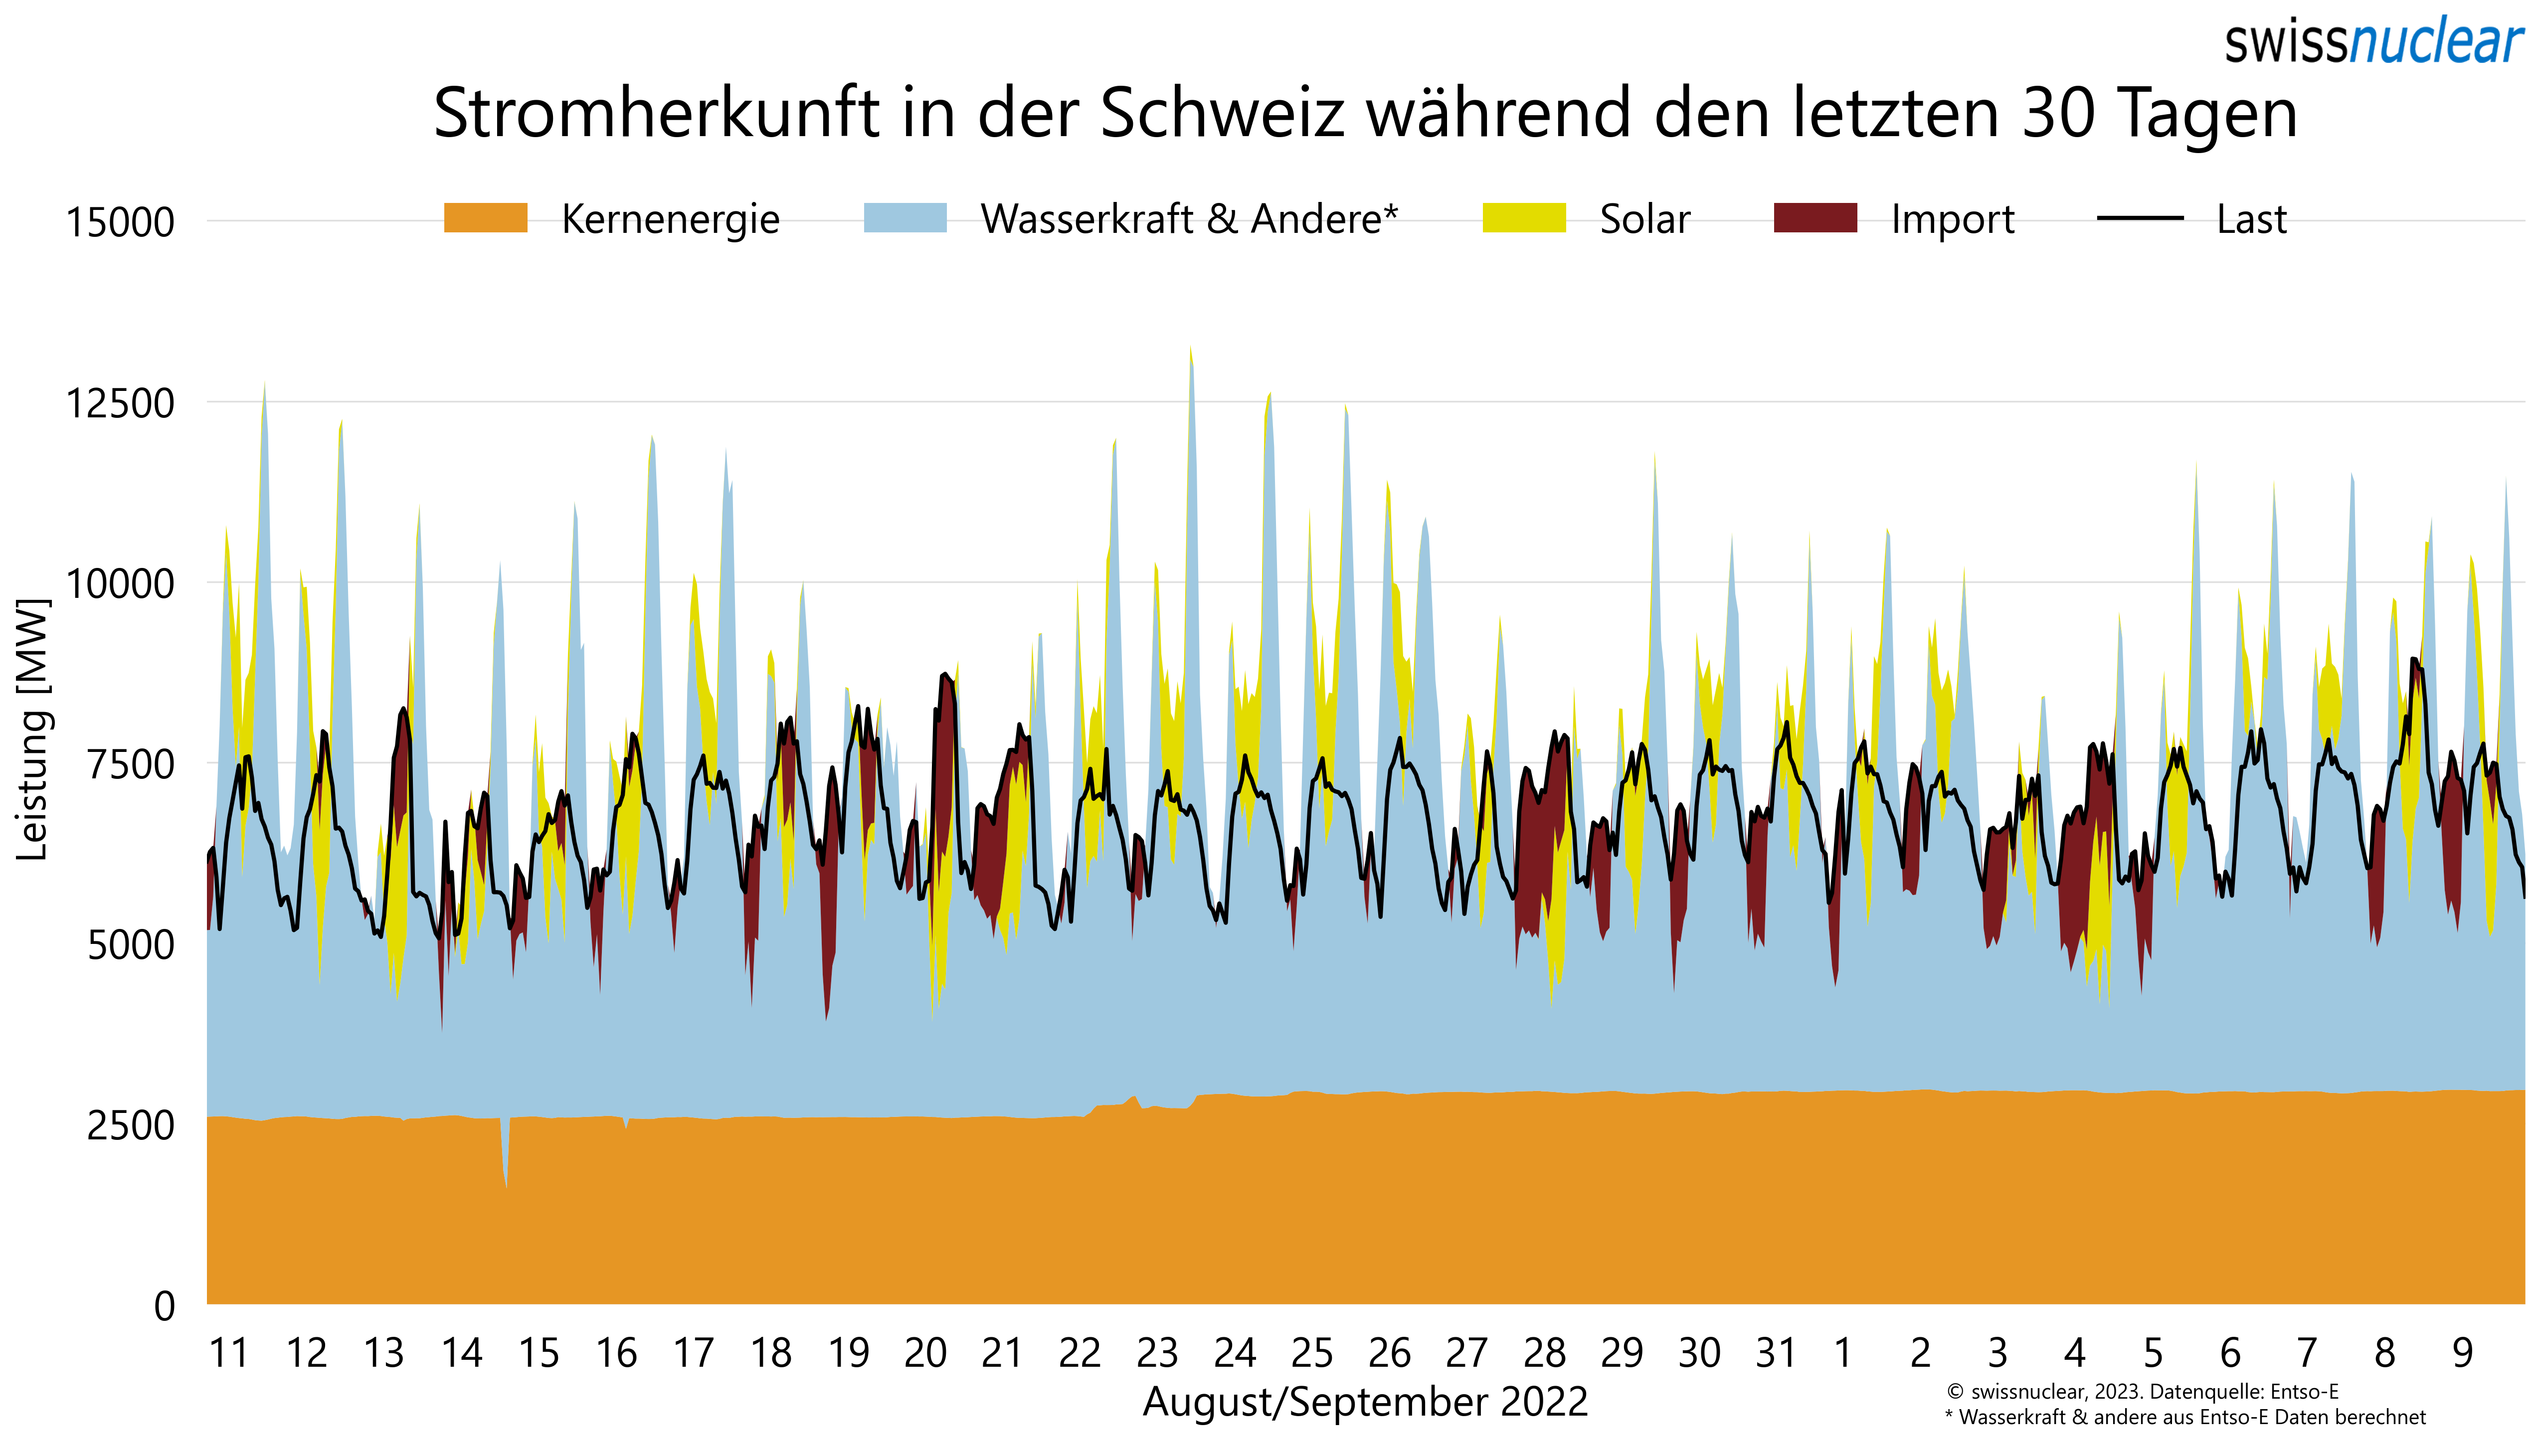 swissnuclear
Stromherkunft in der Schweiz während den letzten 30 Tagen
Kernenergie Wasserkraft & Andere* Solar Import Last
15000
12500
10000
7500
5000
2500
0
Leistung [MW]
11 12 13 14 15 16 17 18 19 20 21 22 23 24 25 26 27 28 29 30 31 1 2 3 4 5 6 7 8 9
August/September 2022
© swissnuclear, 2023. Datenquelle: Entso-E
* Wasserkraft & andere aus Entso-E Daten berechnet